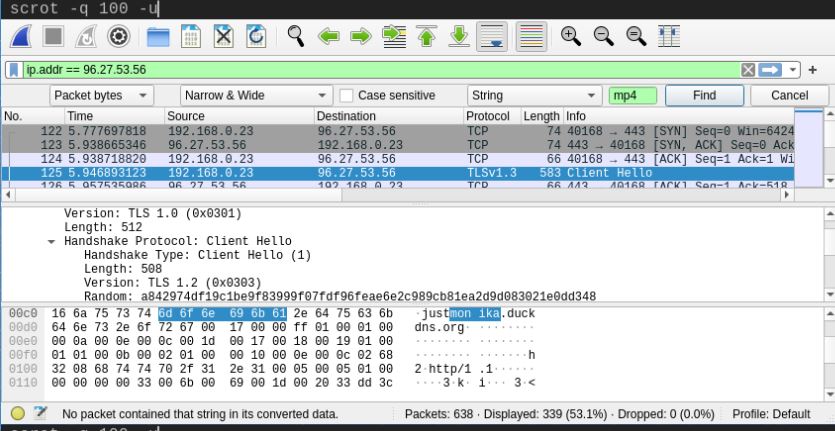 scrot -q 100 -u
ip.addr == 96.27.53.56
Packet bytes Narrow & Wide Case sensitive String mp4 Find Cancel
No. Time Source Destination Protocol Length Info
122 5.777697818 192.168.0.23 96.27.53.56 TCP 74 40168 → 443 [SYN] Seq=0 Win=6424
123 5.938665346 96.27.53.56 192.168.0.23 TCP 74 443 → 40168 [SYN, ACK] Seq=0 Ack
124 5.938718820 192.168.0.23 96.27.53.56 TCP 66 40168 → 443 [ACK] Seq=1 Ack=1 Wi
125 5.946893123 192.168.0.23 96.27.53.56 TLSv1.3 583 Client Hello
126 5.957535986 96.27.53.56 192.168.0.23 TCP 66 443 → 40168 [ACK] Seq=1 Ack=518
Version: TLS 1.0 (0x0301)
Length: 512
Handshake Protocol: Client Hello
Handshake Type: Client Hello (1)
Length: 508
Version: TLS 1.2 (0x0303)
Random: a842974df19c1be9f83999f07fdf96feae6e2c989cb81ea2d9d083021e0dd348
00c0 16 6a 75 73 74 6d 6f 6e 69 6b 61 2e 64 75 63 6b ·justmon ika.duck
00d0 64 6e 73 2e 6f 72 67 00 17 00 00 ff 01 00 01 00 dns.org· ········
00e0 00 0a 00 0e 00 0c 00 1d 00 17 00 18 00 19 01 00 ········ ········
00f0 01 01 00 0b 00 02 01 00 00 10 00 0e 00 0c 02 68 ········ ·······h
0100 32 08 68 74 74 70 2f 31 2e 31 00 05 00 05 01 00 2·http/1 .1······
0110 00 00 00 00 33 00 6b 00 69 00 1d 00 20 33 dd 3c ····3·k· i··· 3·<
No packet contained that string in its converted data. Packets: 638 · Displayed: 339 (53.1%) · Dropped: 0 (0.0%) Profile: Default